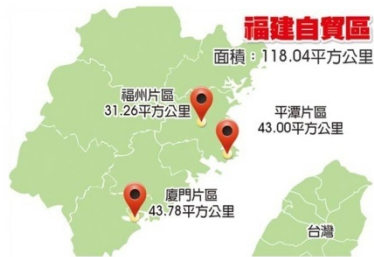 福建自貿區
面積：118.04平方公里
福州片區
31.26平方公里
平潭片區
43.00平方公里
廈門片區
43.78平方公里
台灣